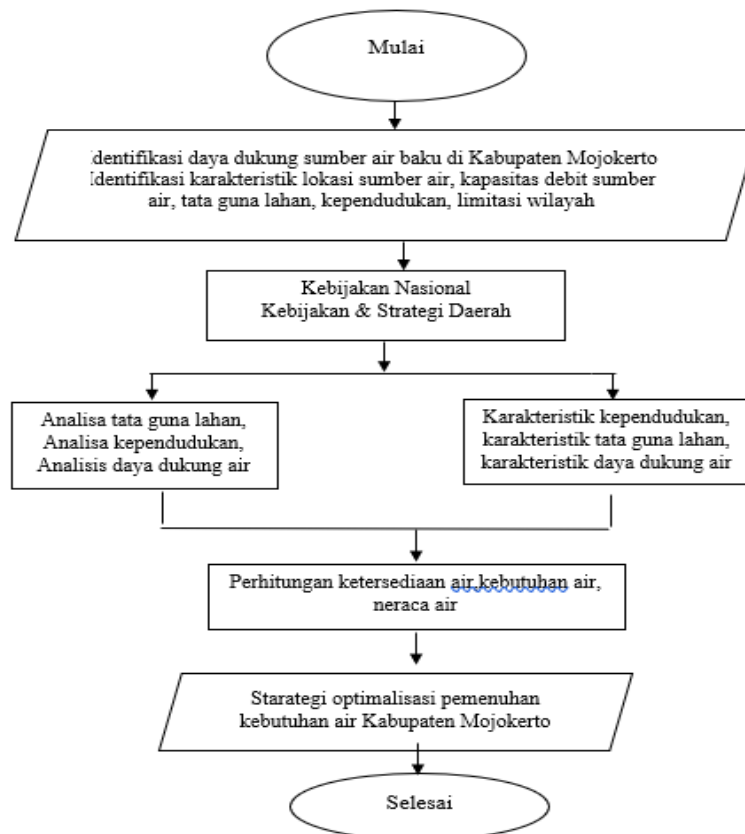 Mulai
Identifikasi daya dukung sumber air baku di Kabupaten Mojokerto
Identifikasi karakteristik lokasi sumber air, kapasitas debit sumber
air, tata guna lahan, kependudukan, limitasi wilayah
Kebijakan Nasional
Kebijakan & Strategi Daerah
Analisa tata guna lahan,
Analisa kependudukan,
Analisis daya dukung air
Karakteristik kependudukan,
karakteristik tata guna lahan,
karakteristik daya dukung air
Perhitungan ketersediaan air,kebutuhan air,
neraca air
Starategi optimalisasi pemenuhan
kebutuhan air Kabupaten Mojokerto
Selesai